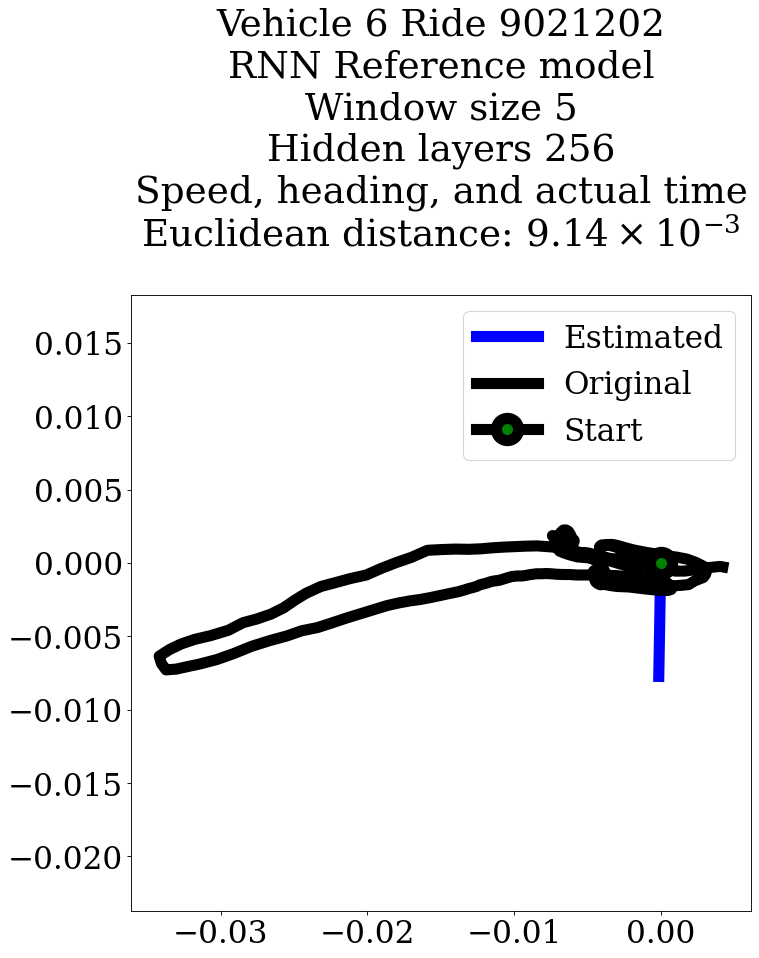 Vehicle 6 Ride 9021202
RNN Reference model
Window size 5
Hidden layers 256
Speed, heading, and actual time
Euclidean distance: 9.14 × 10⁻³
Estimated
Original
Start
0.015
0.010
0.005
0.000
−0.005
−0.010
−0.015
−0.020
−0.03
−0.02
−0.01
0.00